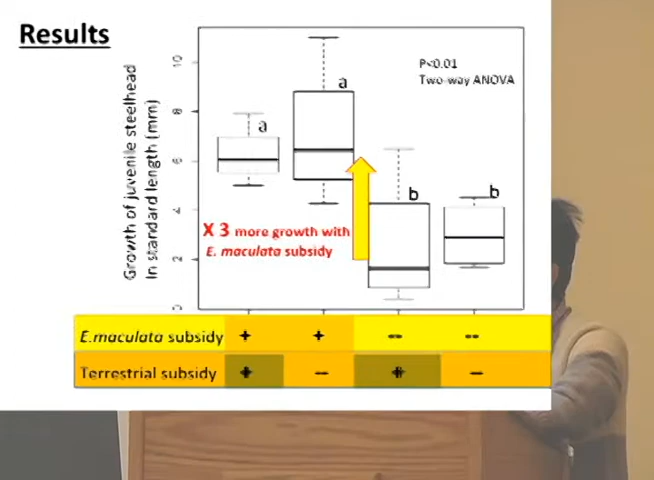 Results
10
8
6
4
2
0
Growth of juvenile steelhead
In standard length (mm)
P<0.01
Two-way ANOVA
a
a
b
b
X 3 more growth with
E. maculata subsidy
E.maculata subsidy + + -- --
Terrestrial subsidy + -- + --